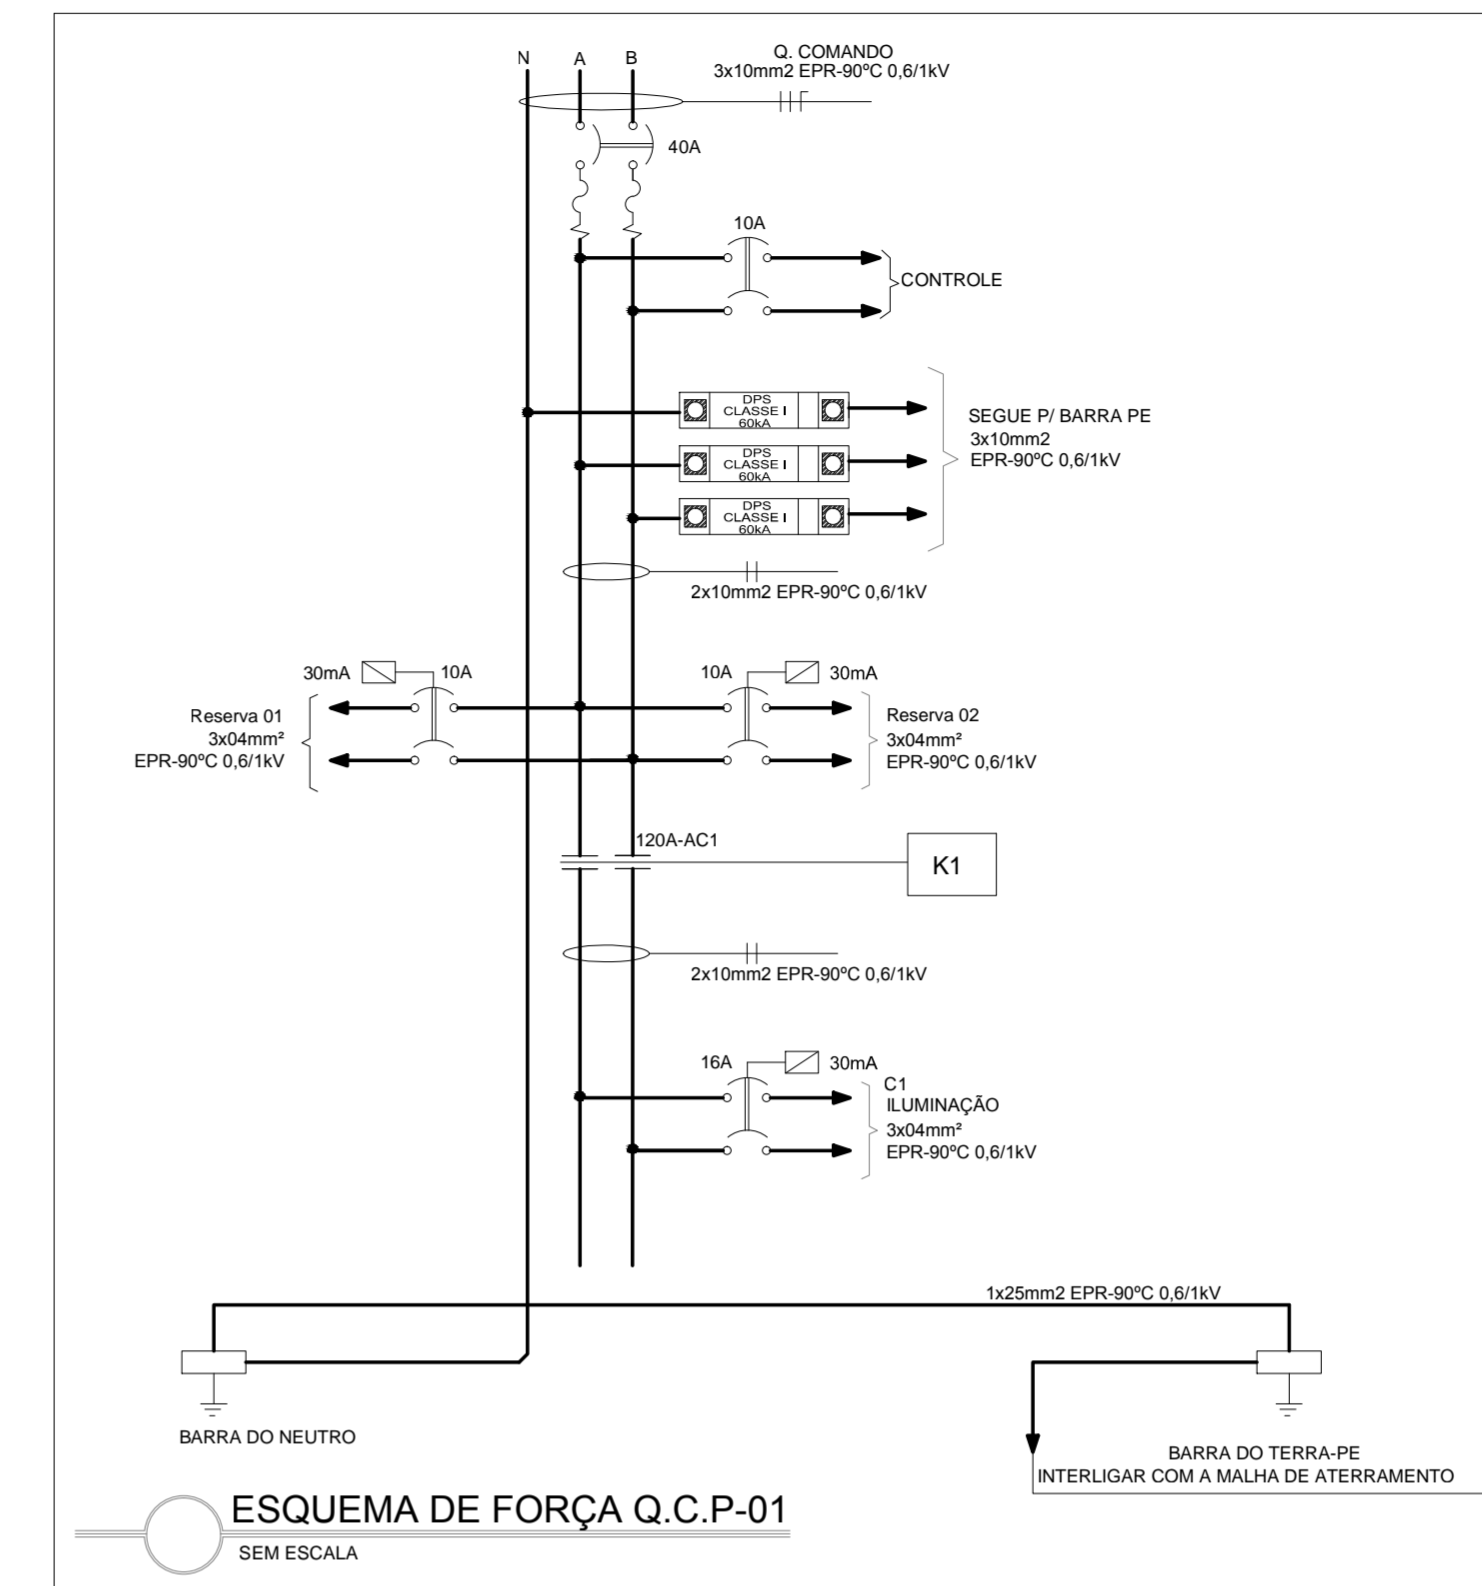 N
A
B
Q. COMANDO
3x10mm2 EPR-90ºC 0,6/1kV
40A
10A
CONTROLE
DPS
CLASSE I
60kA
DPS
CLASSE I
60kA
DPS
CLASSE I
60kA
SEGUE P/ BARRA PE
3x10mm2
EPR-90ºC 0,6/1kV
2x10mm2 EPR-90ºC 0,6/1kV
30mA
10A
Reserva 01
3x04mm²
EPR-90ºC 0,6/1kV
10A
30mA
Reserva 02
3x04mm²
EPR-90ºC 0,6/1kV
120A-AC1
K1
2x10mm2 EPR-90ºC 0,6/1kV
16A
30mA
C1
ILUMINAÇÃO
3x04mm²
EPR-90ºC 0,6/1kV
1x25mm2 EPR-90ºC 0,6/1kV
BARRA DO NEUTRO
BARRA DO TERRA-PE
INTERLIGAR COM A MALHA DE ATERRAMENTO
ESQUEMA DE FORÇA Q.C.P-01
SEM ESCALA